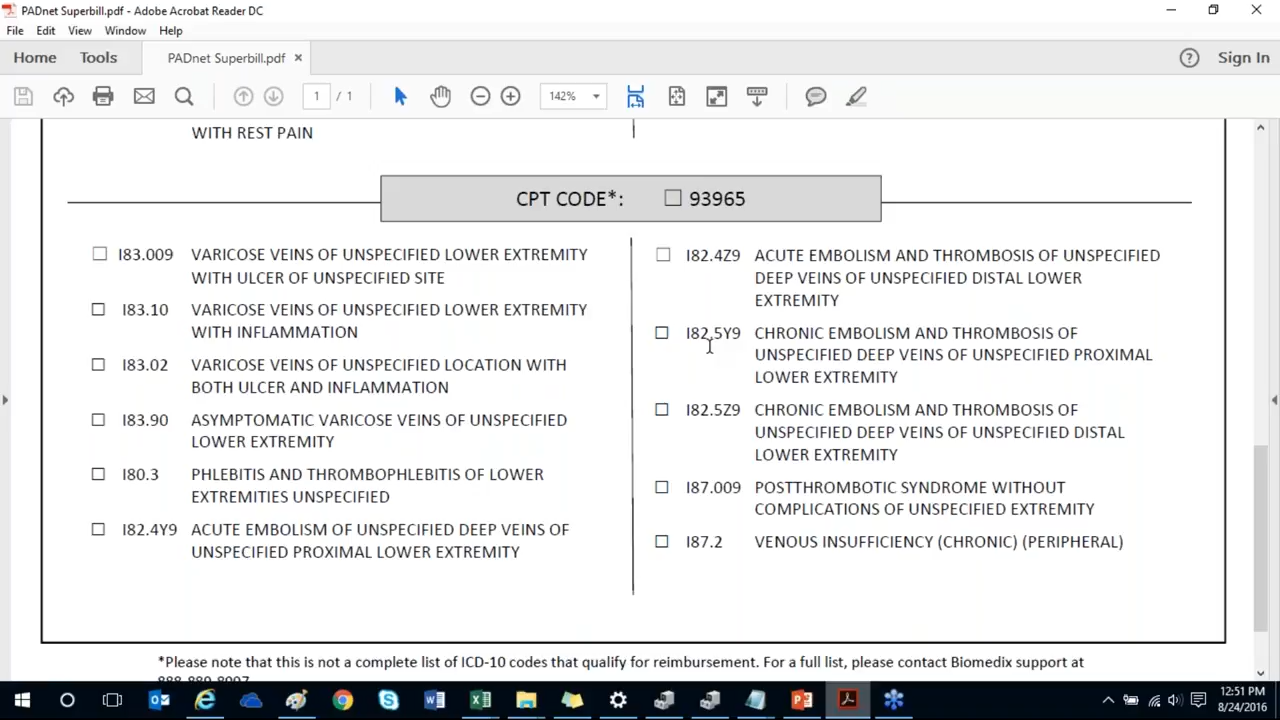 PADnet Superbill.pdf - Adobe Acrobat Reader DC
File Edit View Window Help
Home Tools PADnet Superbill.pdf × Sign In
1 / 1 142%
WITH REST PAIN
CPT CODE*: ☐ 93965
☐ I83.009 VARICOSE VEINS OF UNSPECIFIED LOWER EXTREMITY
WITH ULCER OF UNSPECIFIED SITE
☐ I83.10 VARICOSE VEINS OF UNSPECIFIED LOWER EXTREMITY
WITH INFLAMMATION
☐ I83.02 VARICOSE VEINS OF UNSPECIFIED LOCATION WITH
BOTH ULCER AND INFLAMMATION
☐ I83.90 ASYMPTOMATIC VARICOSE VEINS OF UNSPECIFIED
LOWER EXTREMITY
☐ I80.3 PHLEBITIS AND THROMBOPHLEBITIS OF LOWER
EXTREMITIES UNSPECIFIED
☐ I82.4Y9 ACUTE EMBOLISM OF UNSPECIFIED DEEP VEINS OF
UNSPECIFIED PROXIMAL LOWER EXTREMITY
☐ I82.4Z9 ACUTE EMBOLISM AND THROMBOSIS OF UNSPECIFIED
DEEP VEINS OF UNSPECIFIED DISTAL LOWER
EXTREMITY
☐ I82.5Y9 CHRONIC EMBOLISM AND THROMBOSIS OF
UNSPECIFIED DEEP VEINS OF UNSPECIFIED PROXIMAL
LOWER EXTREMITY
☐ I82.5Z9 CHRONIC EMBOLISM AND THROMBOSIS OF
UNSPECIFIED DEEP VEINS OF UNSPECIFIED DISTAL
LOWER EXTREMITY
☐ I87.009 POSTTHROMBOTIC SYNDROME WITHOUT
COMPLICATIONS OF UNSPECIFIED EXTREMITY
☐ I87.2 VENOUS INSUFFICIENCY (CHRONIC) (PERIPHERAL)
*Please note that this is not a complete list of ICD-10 codes that qualify for reimbursement. For a full list, please contact Biomedix support at
12:51 PM
8/24/2016